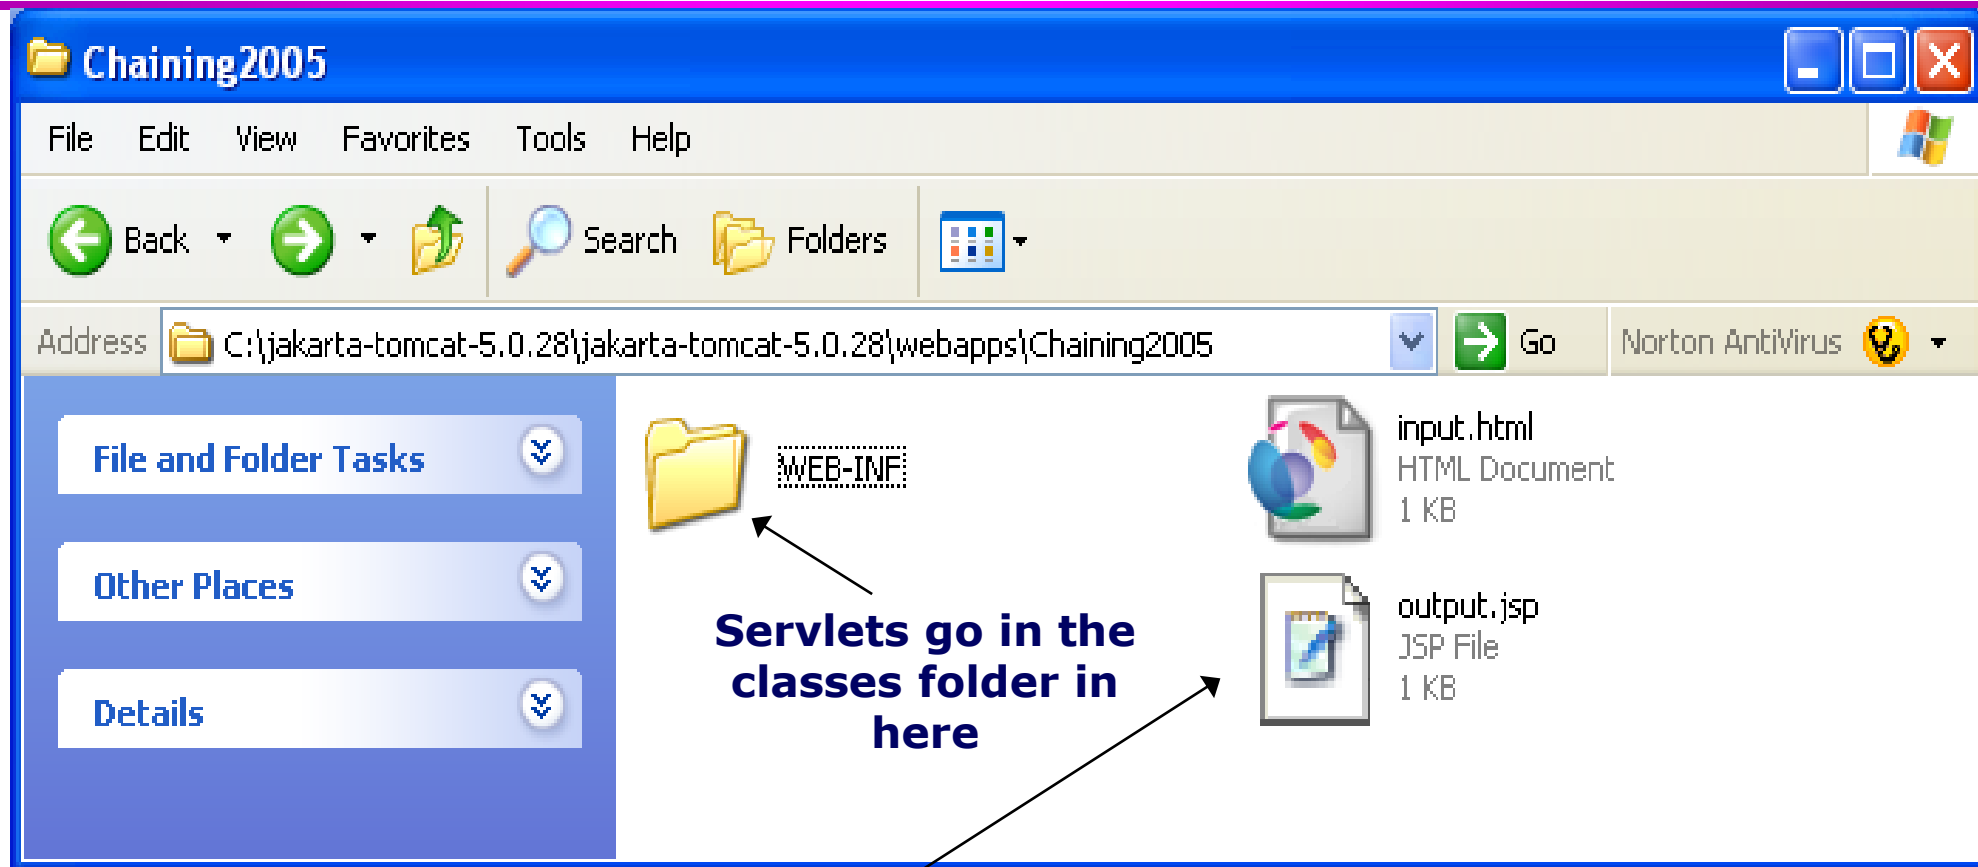 Chaining2005
File Edit View Favorites Tools Help
Back Search Folders
Address C:\jakarta-tomcat-5.0.28\jakarta-tomcat-5.0.28\webapps\Chaining2005 Go Norton AntiVirus
File and Folder Tasks
Other Places
Details
WEB-INF
input.html
HTML Document
1 KB
output.jsp
JSP File
1 KB
Servlets go in the
classes folder in
here